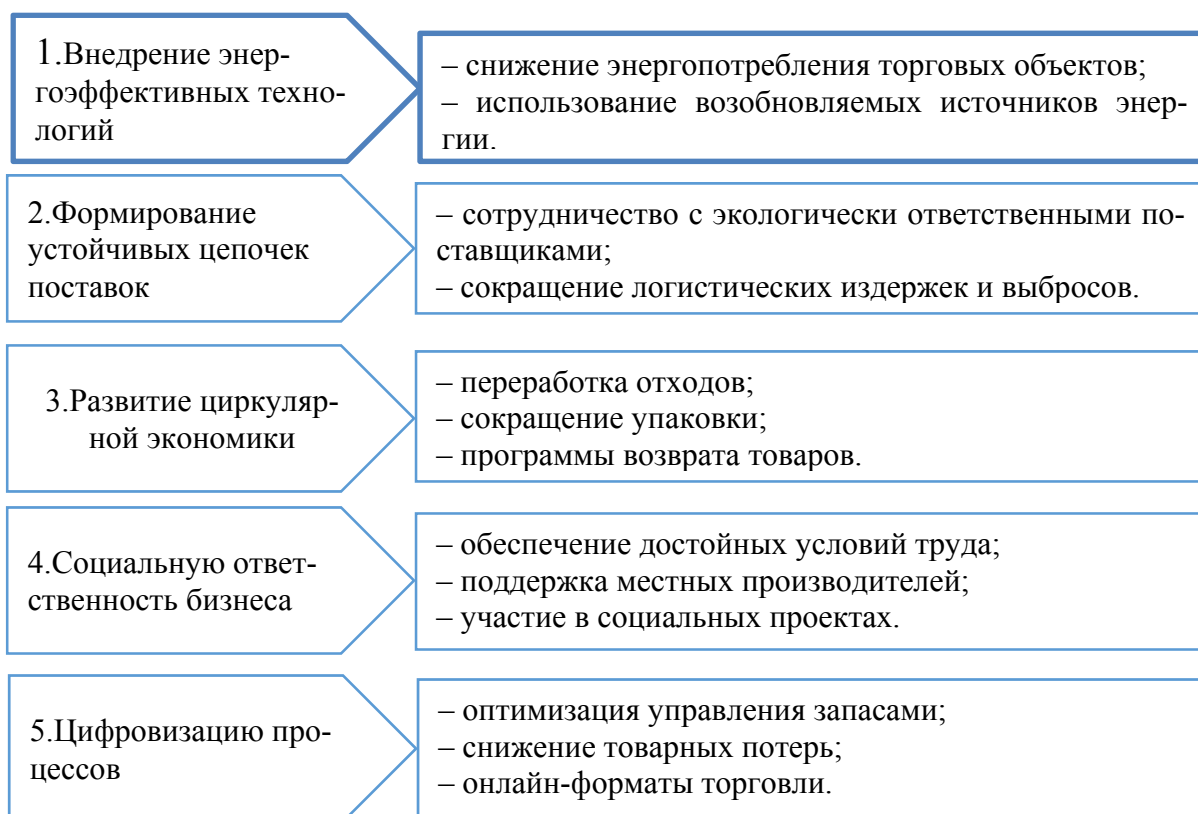 1.Внедрение энер-
гоэффективных техно-
логий
– снижение энергопотребления торговых объектов;
– использование возобновляемых источников энер-
гии.
2.Формирование
устойчивых цепочек
поставок
– сотрудничество с экологически ответственными по-
ставщиками;
– сокращение логистических издержек и выбросов.
3.Развитие циркуляр-
ной экономики
– переработка отходов;
– сокращение упаковки;
– программы возврата товаров.
4.Социальную ответ-
ственность бизнеса
– обеспечение достойных условий труда;
– поддержка местных производителей;
– участие в социальных проектах.
5.Цифровизацию про-
цессов
– оптимизация управления запасами;
– снижение товарных потерь;
– онлайн-форматы торговли.